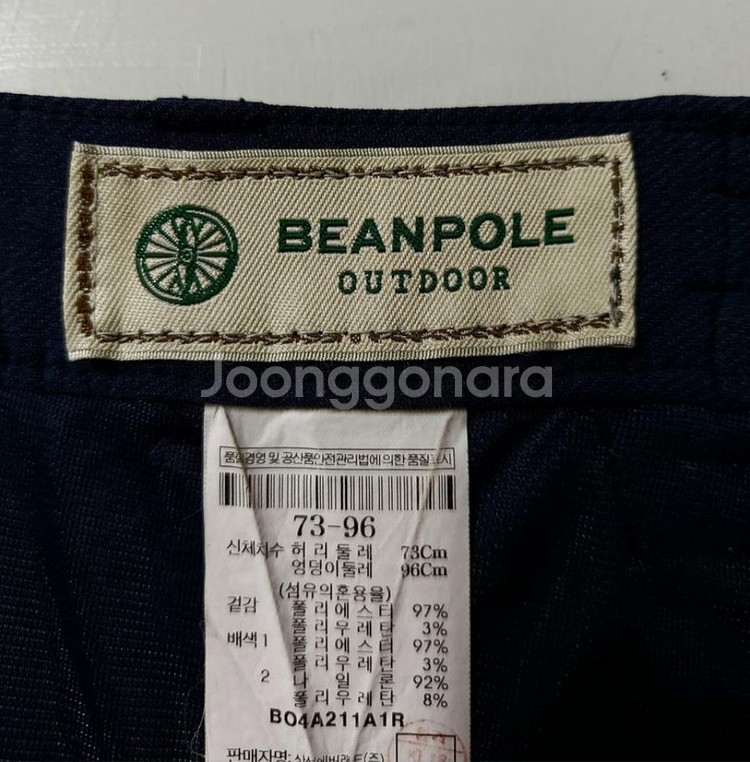 BEANPOLE
OUTDOOR
Joonggonara
품질경영 및 공산품안전관리법에 의한 품질표시
73-96
신체치수 허 리 둘 레 73Cm
엉덩이둘레 96Cm
(섬유의혼용율)
겉감 폴 리 에 스 터 97%
폴 리 우 레 탄 3%
배색 1 폴 리 에 스 터 97%
폴 리 우 레 탄 3%
2 나 일 론 92%
폴 리 우 레 탄 8%
BO4A211A1R
판매자명: